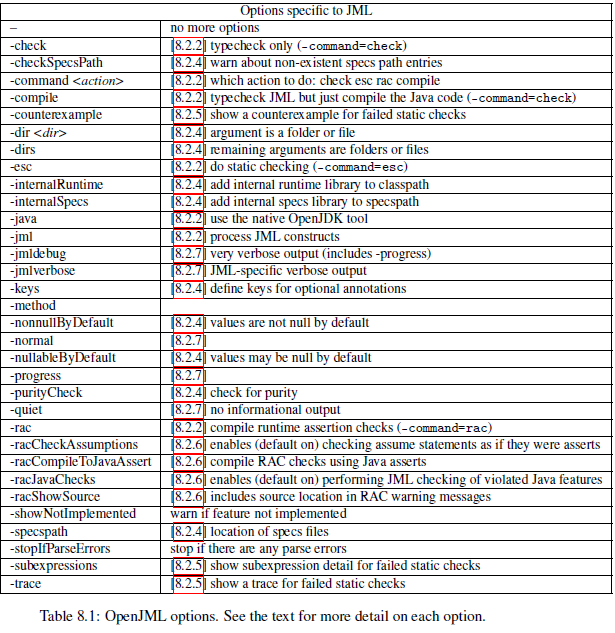 Options specific to JML
– no more options
-check [8.2.2] typecheck only (-command=check)
-checkSpecsPath [8.2.4] warn about non-existent specs path entries
-command <action> [8.2.2] which action to do: check esc rac compile
-compile [8.2.2] typecheck JML but just compile the Java code (-command=check)
-counterexample [8.2.5] show a counterexample for failed static checks
-dir <dir> [8.2.4] argument is a folder or file
-dirs [8.2.4] remaining arguments are folders or files
-esc [8.2.2] do static checking (-command=esc)
-internalRuntime [8.2.4] add internal runtime library to classpath
-internalSpecs [8.2.4] add internal specs library to specspath
-java [8.2.2] use the native OpenJDK tool
-jml [8.2.2] process JML constructs
-jmldebug [8.2.7] very verbose output (includes -progress)
-jmlverbose [8.2.7] JML-specific verbose output
-keys [8.2.4] define keys for optional annotations
-method
-nonnullByDefault [8.2.4] values are not null by default
-normal [8.2.7]
-nullableByDefault [8.2.4] values may be null by default
-progress [8.2.7]
-purityCheck [8.2.4] check for purity
-quiet [8.2.7] no informational output
-rac [8.2.2] compile runtime assertion checks (-command=rac)
-racCheckAssumptions [8.2.6] enables (default on) checking assume statements as if they were asserts
-racCompileToJavaAssert [8.2.6] compile RAC checks using Java asserts
-racJavaChecks [8.2.6] enables (default on) performing JML checking of violated Java features
-racShowSource [8.2.6] includes source location in RAC warning messages
-showNotImplemented warn if feature not implemented
-specspath [8.2.4] location of specs files
-stopIfParseErrors stop if there are any parse errors
-subexpressions [8.2.5] show subexpression detail for failed static checks
-trace [8.2.5] show a trace for failed static checks
Table 8.1: OpenJML options. See the text for more detail on each option.